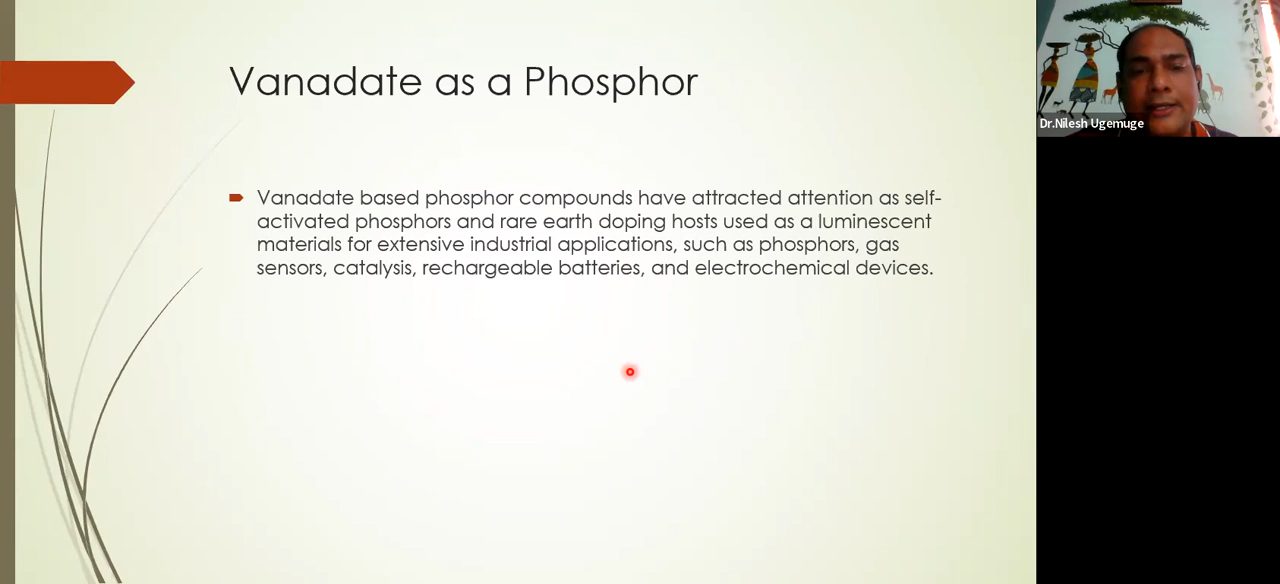 Vanadate as a Phosphor
Vanadate based phosphor compounds have attracted attention as self-
activated phosphors and rare earth doping hosts used as a luminescent
materials for extensive industrial applications, such as phosphors, gas
sensors, catalysis, rechargeable batteries, and electrochemical devices.
Dr.Nilesh Ugemuge